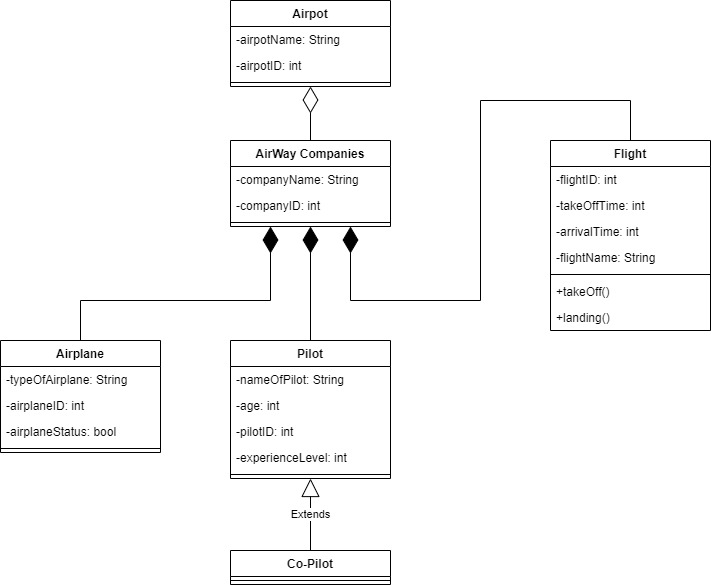 Airpot
-airpotName: String
-airpotID: int
AirWay Companies
-companyName: String
-companyID: int
Flight
-flightID: int
-takeOffTime: int
-arrivalTime: int
-flightName: String
+takeOff()
+landing()
Airplane
-typeOfAirplane: String
-airplaneID: int
-airplaneStatus: bool
Pilot
-nameOfPilot: String
-age: int
-pilotID: int
-experienceLevel: int
Extends
Co-Pilot